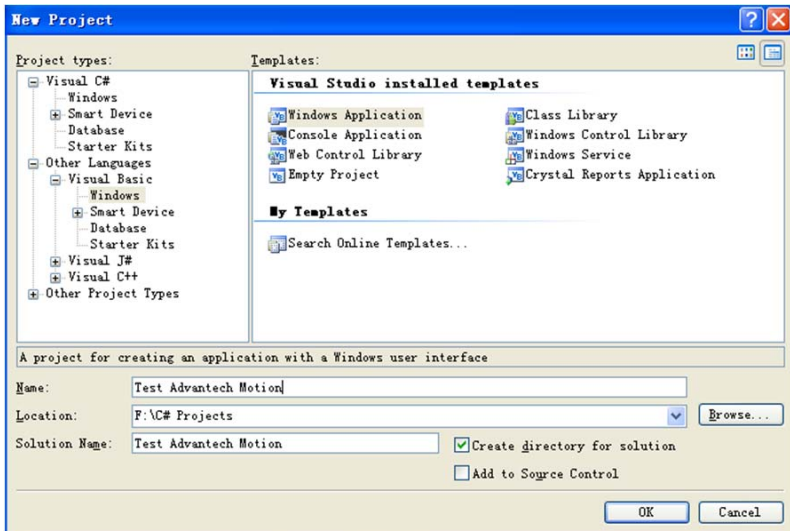 New Project
Project types:
Templates:
Visual C#
Windows
Smart Device
Database
Starter Kits
Other Languages
Visual Basic
Windows
Smart Device
Database
Starter Kits
Visual J#
Visual C++
Other Project Types
Visual Studio installed templates
Windows Application
Class Library
Console Application
Windows Control Library
Web Control Library
Windows Service
Empty Project
Crystal Reports Application
My Templates
Search Online Templates...
A project for creating an application with a Windows user interface
Name:
Test Advantech Motion
Location:
F:\C# Projects
Browse...
Solution Name:
Test Advantech Motion
Create directory for solution
Add to Source Control
OK
Cancel